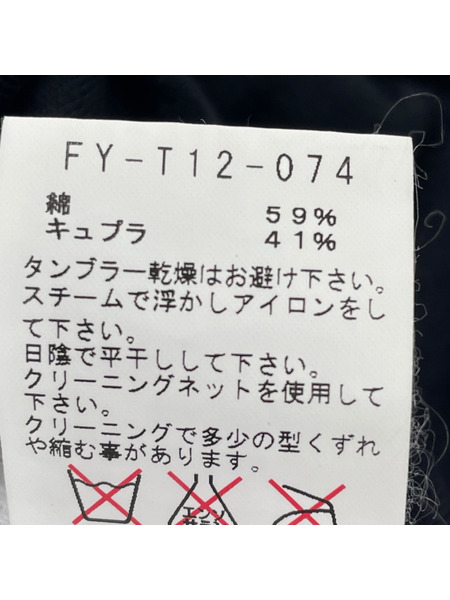 FY-T12-074
綿 59%
キュプラ 41%
タンブラー乾燥はお避け下さい。
スチームで浮かしアイロンをし
て下さい。
日陰で平干しして下さい。
クリーニングネットを使用して
下さい。
クリーニングで多少の型くずれ
や縮む事があります。
エンソ